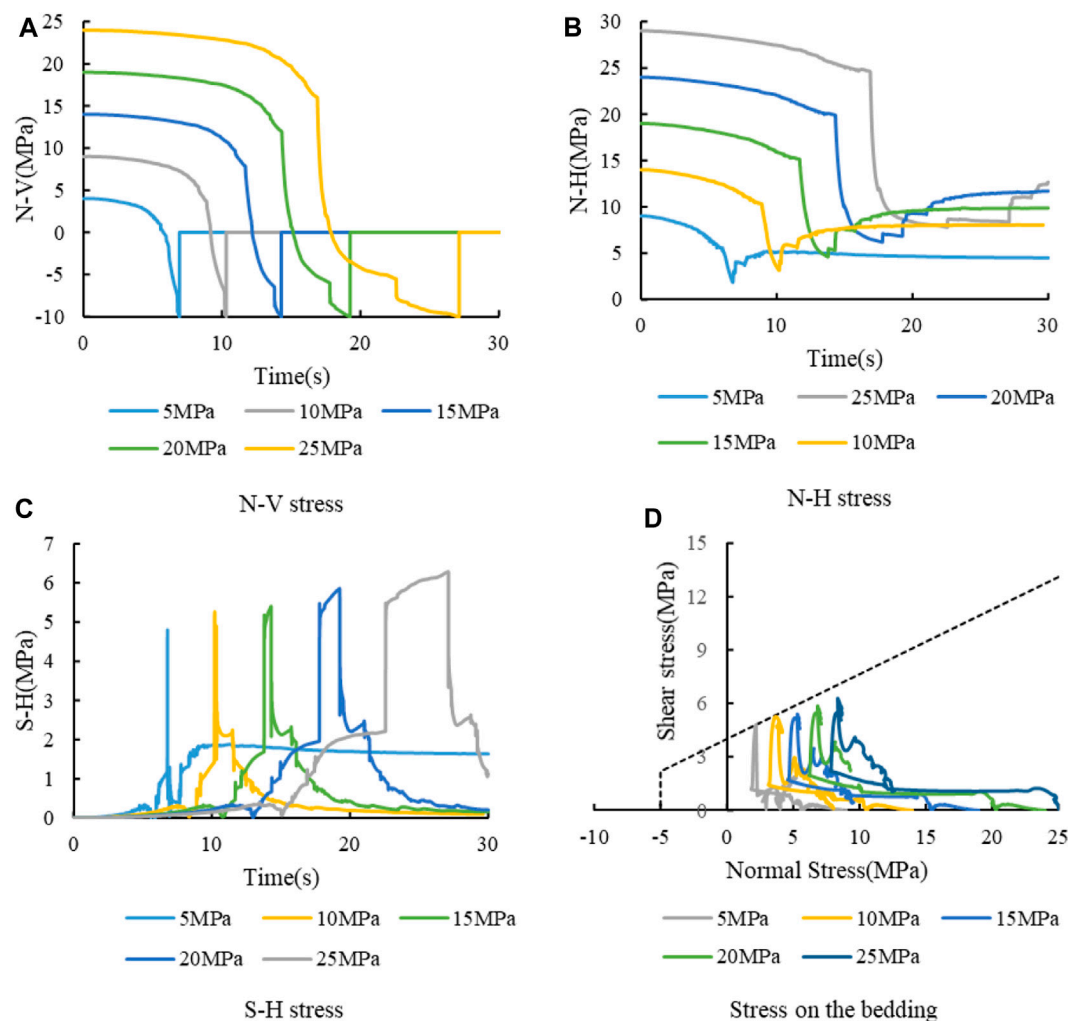 A
N-V(MPa)
25
20
15
10
5
0
-5
-10
0 10 20 30
Time(s)
5MPa 10MPa 15MPa
20MPa 25MPa
N-V stress
B
N-H(MPa)
30
25
20
15
10
5
0
0 10 20 30
Time(s)
5MPa 25MPa 20MPa
15MPa 10MPa
N-H stress
C
S-H(MPa)
7
6
5
4
3
2
1
0
0 10 20 30
Time(s)
5MPa 10MPa 15MPa
20MPa 25MPa
S-H stress
D
Shear stress(MPa)
15
12
9
6
3
0
-10 -5 0 5 10 15 20 25
Normal Stress(MPa)
5MPa 10MPa 15MPa
20MPa 25MPa
Stress on the bedding